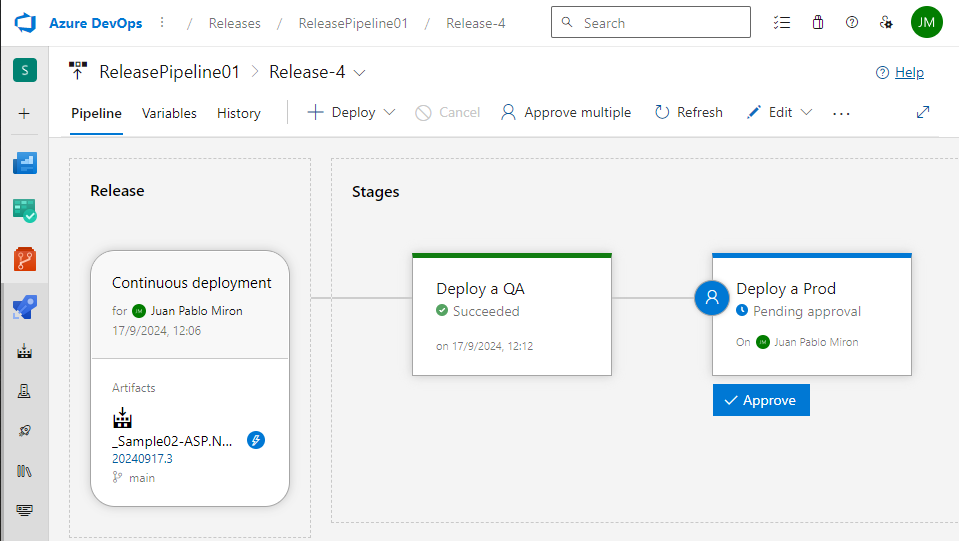 Azure DevOps / Releases / ReleasePipeline01 / Release-4 Search JM
S
ReleasePipeline01 > Release-4 Help
Pipeline Variables History Deploy Cancel Approve multiple Refresh Edit ...
Release
Stages
Continuous deployment
for JM Juan Pablo Miron
17/9/2024, 12:06
Artifacts
_Sample02-ASP.N...
20240917.3
main
Deploy a QA
Succeeded
on 17/9/2024, 12:12
Deploy a Prod
Pending approval
On JM Juan Pablo Miron
Approve